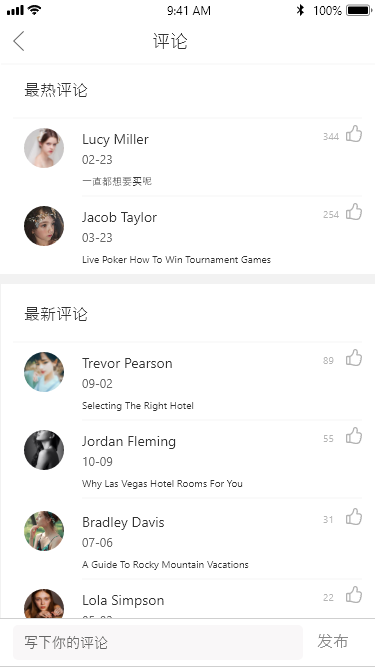 9:41 AM 100%
评论
最热评论
Lucy Miller 344
02-23
一直都想要买呢
Jacob Taylor 254
03-23
Live Poker How To Win Tournament Games
最新评论
Trevor Pearson 89
09-02
Selecting The Right Hotel
Jordan Fleming 55
10-09
Why Las Vegas Hotel Rooms For You
Bradley Davis 31
07-06
A Guide To Rocky Mountain Vacations
Lola Simpson 22
写下你的评论 发布